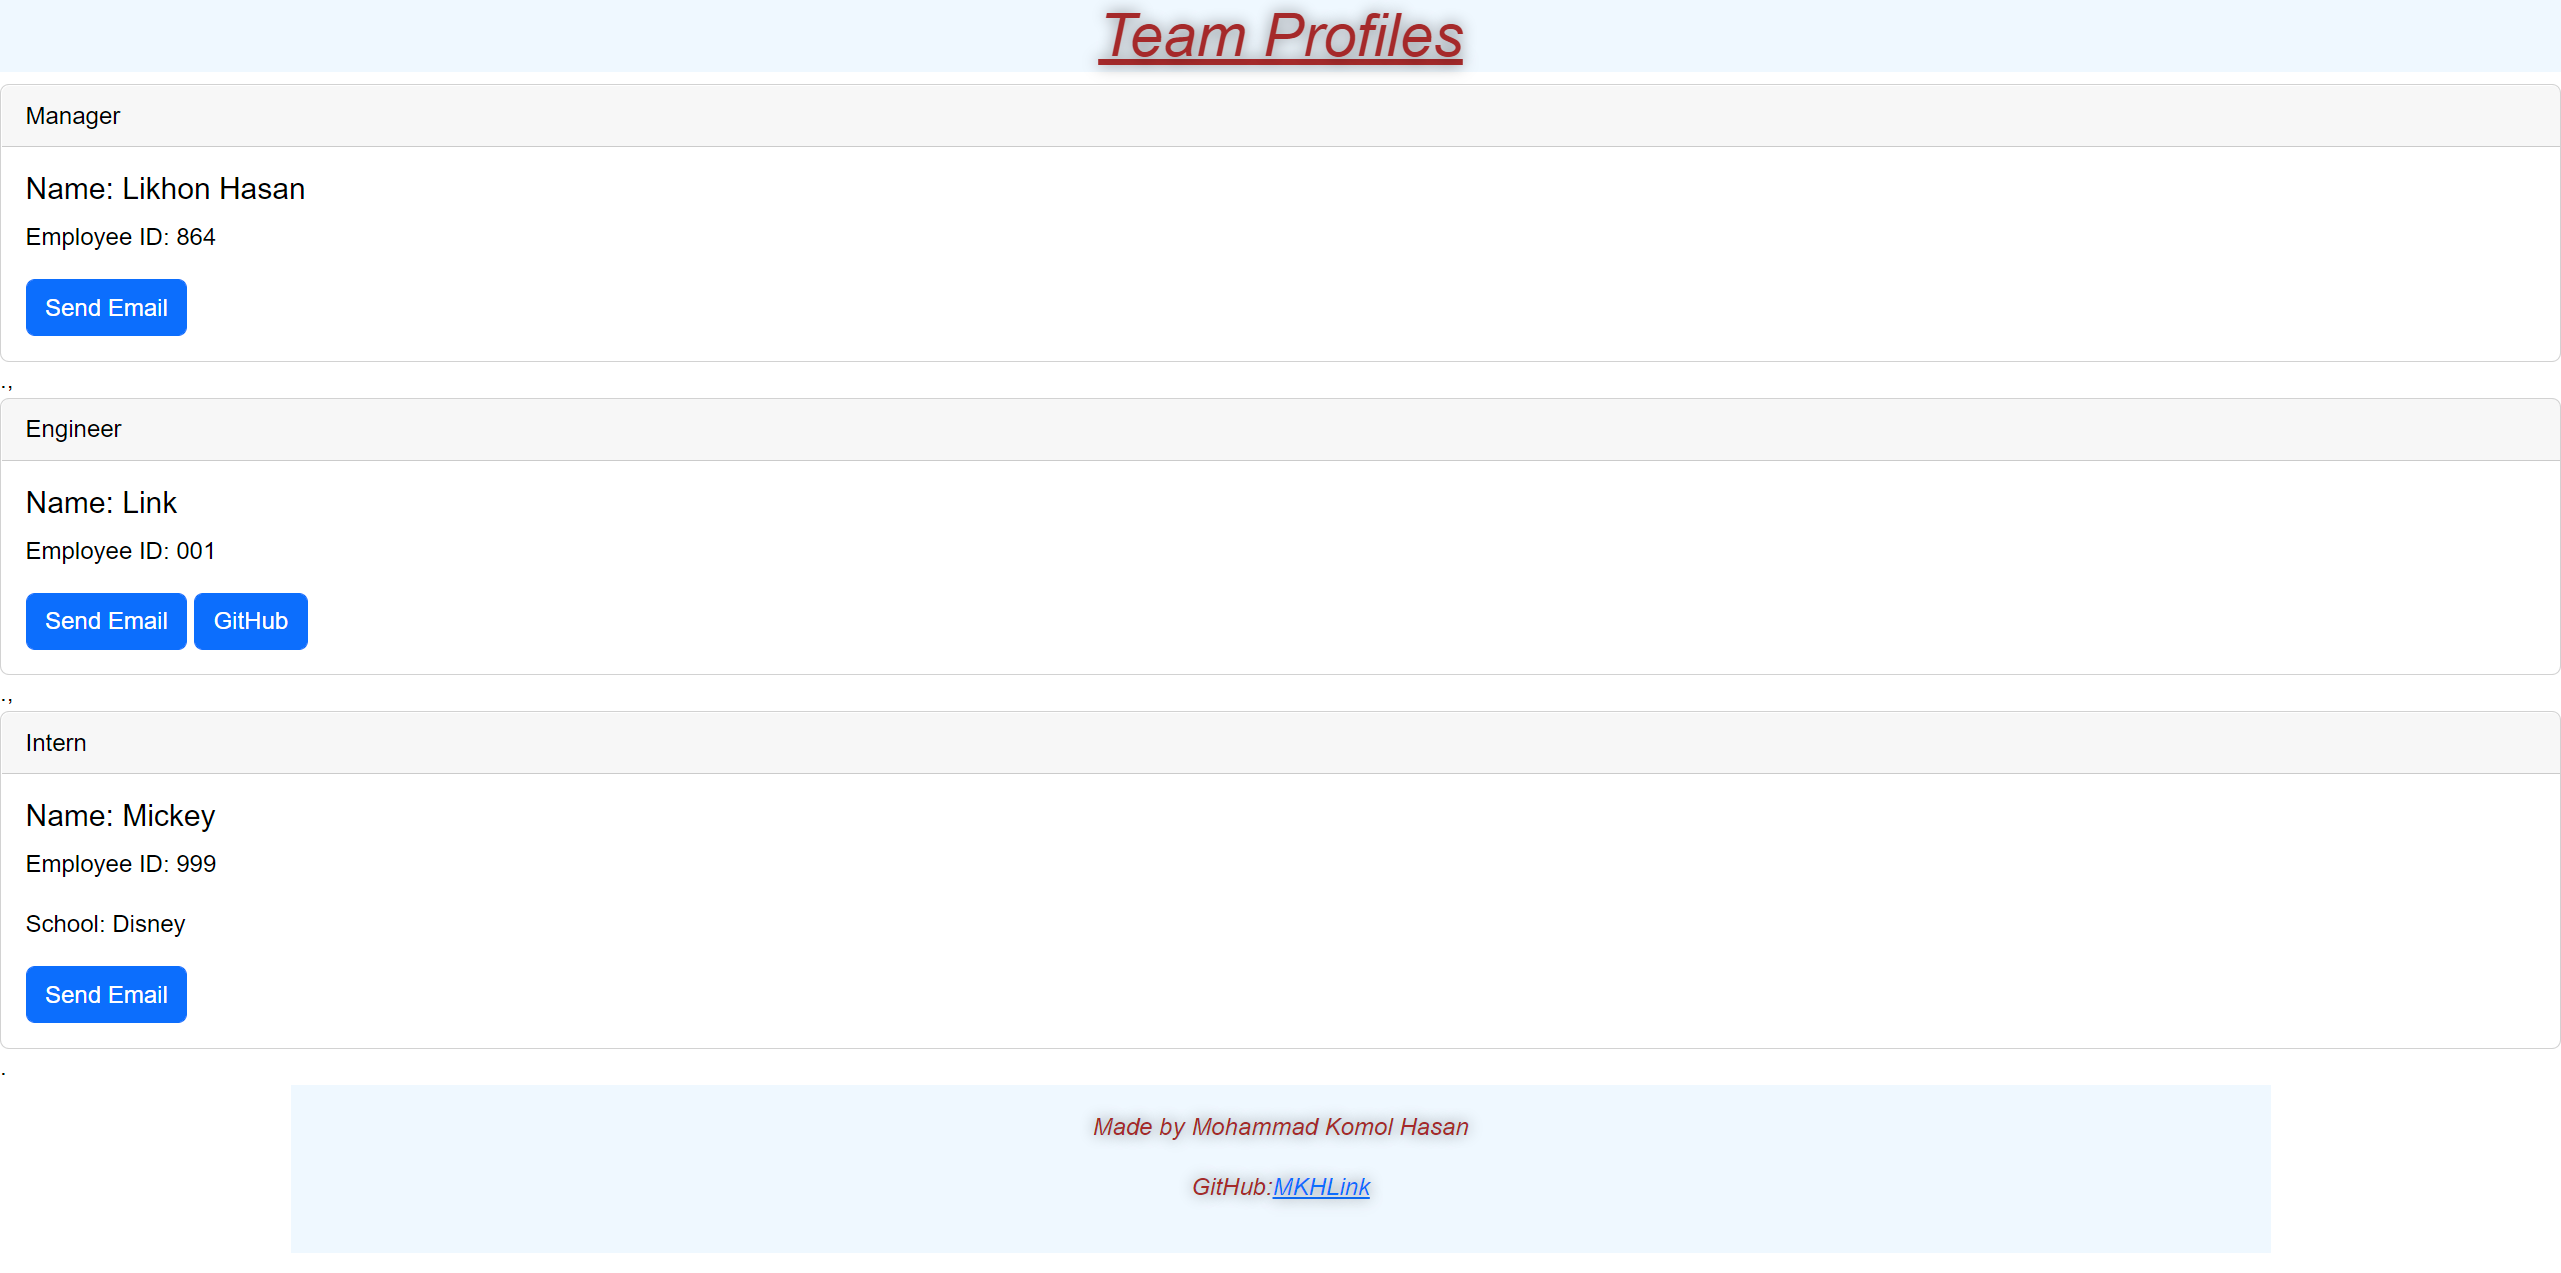 Team Profiles
Manager
Name: Likhon Hasan
Employee ID: 864
Send Email
.,
Engineer
Name: Link
Employee ID: 001
Send Email GitHub
.,
Intern
Name: Mickey
Employee ID: 999
School: Disney
Send Email
.
Made by Mohammad Komol Hasan
GitHub:MKHLink